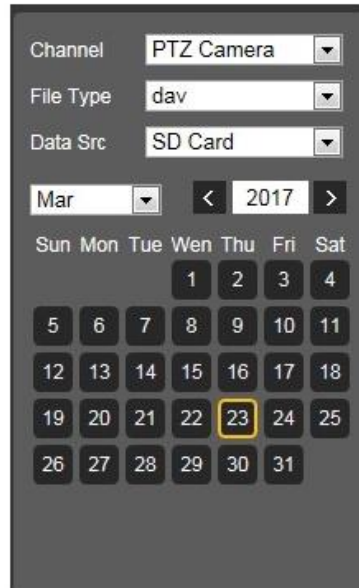 Channel PTZ Camera
File Type dav
Data Src SD Card
Mar < 2017 >
Sun Mon Tue Wen Thu Fri Sat
1 2 3 4
5 6 7 8 9 10 11
12 13 14 15 16 17 18
19 20 21 22 23 24 25
26 27 28 29 30 31